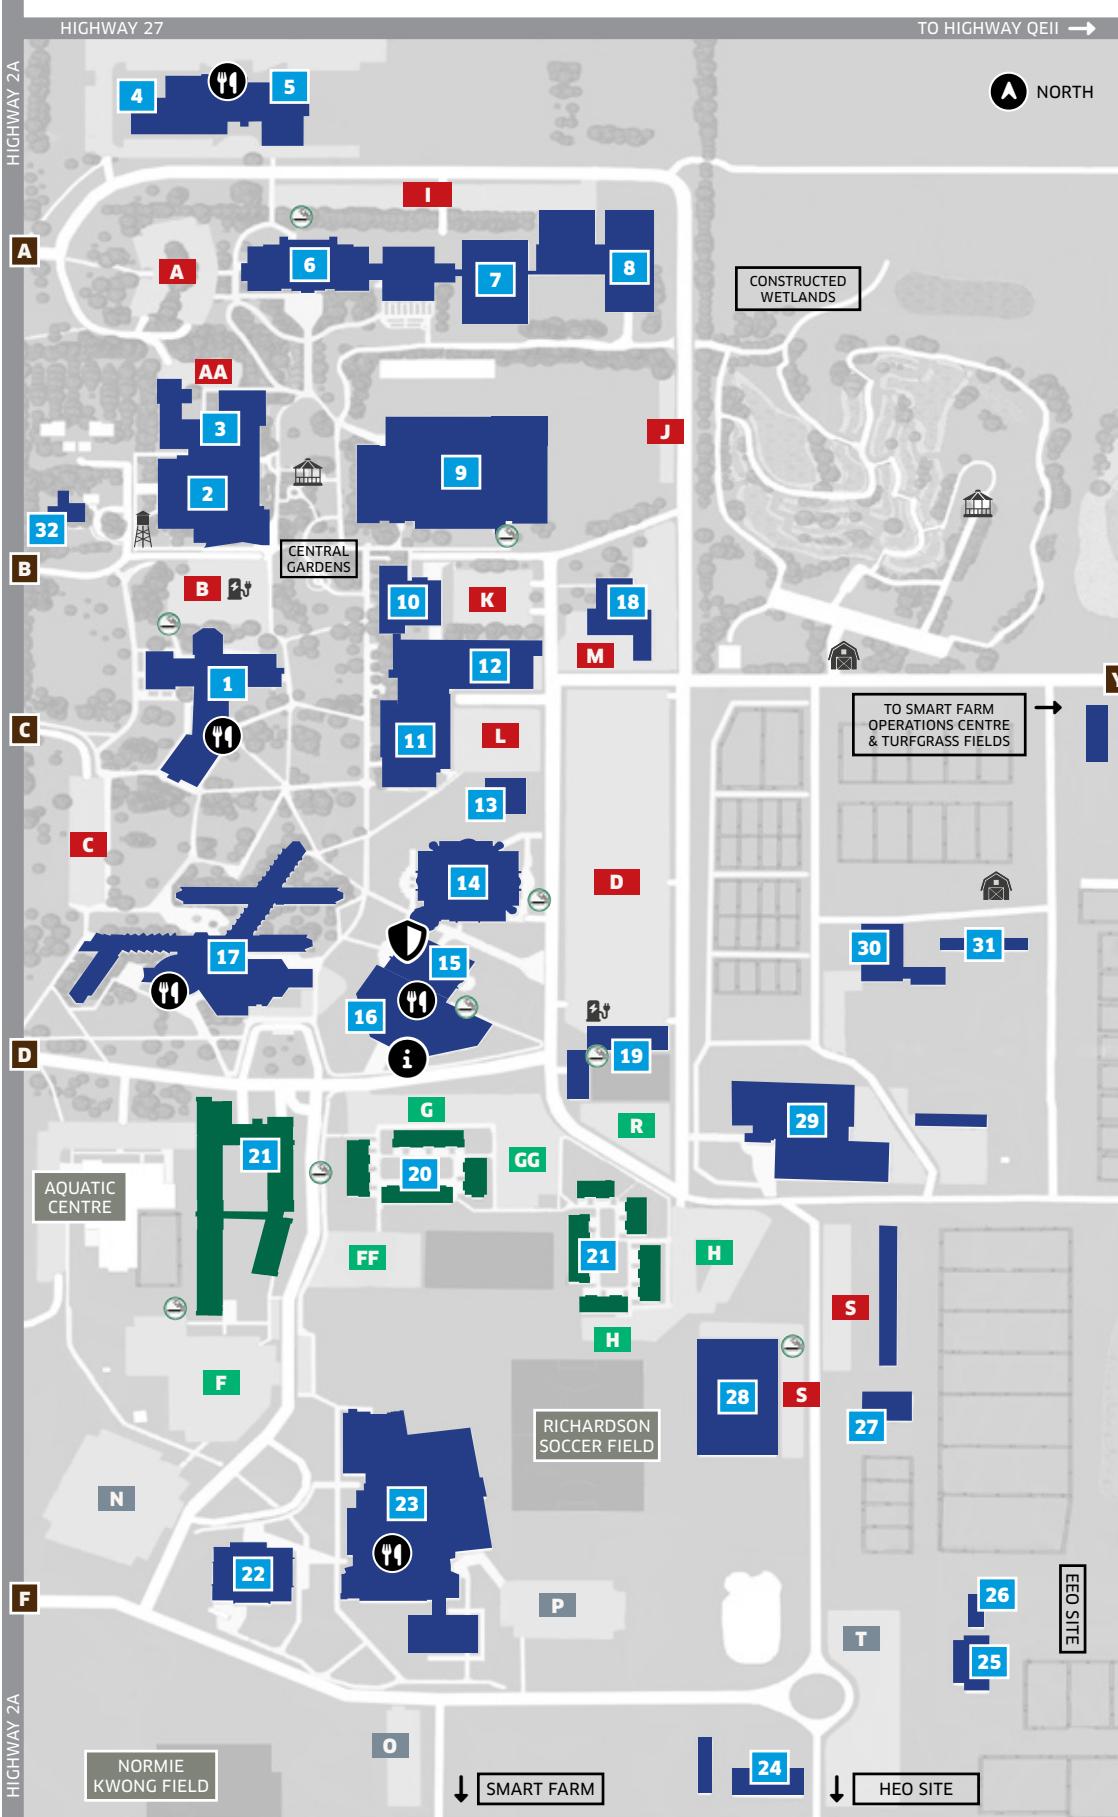 HIGHWAY 27
TO HIGHWAY QEII
HIGHWAY 2A
NORTH
4
5
I
A
A
6
7
8
CONSTRUCTED
WETLANDS
AA
3
J
9
2
32
CENTRAL
GARDENS
B
B
10
K
18
12
M
1
Y
C
11
L
TO SMART FARM
OPERATIONS CENTRE
& TURFGRASS FIELDS
13
C
14
D
17
15
30
31
16
D
i
19
G
R
29
21
20
GG
AQUATIC
CENTRE
FF
21
H
S
H
F
28
S
27
RICHARDSON
SOCCER FIELD
N
23
22
F
P
26
EEO SITE
T
25
HIGHWAY 2A
O
NORMIE
KWONG FIELD
24
SMART FARM
HEO SITE